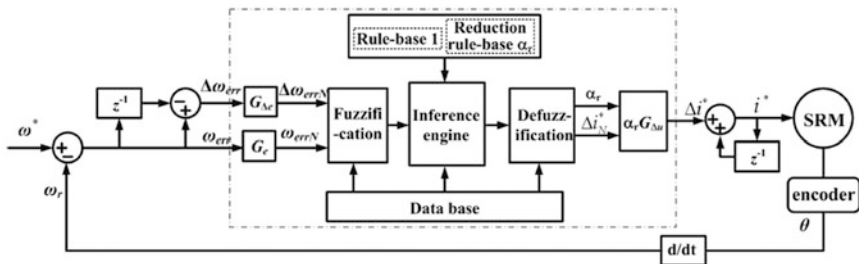 Rule-base 1
Reduction
rule-base αr
Δωerr
GΔe
ΔωerrN
z⁻¹
ω*
ωerr
Ge
ωerrN
Fuzzifi
-cation
Inference
engine
Defuzz-
ification
αr
Δi*N
αrGΔu
Δi*
i*
SRM
z⁻¹
encoder
Data base
ωr
θ
d/dt